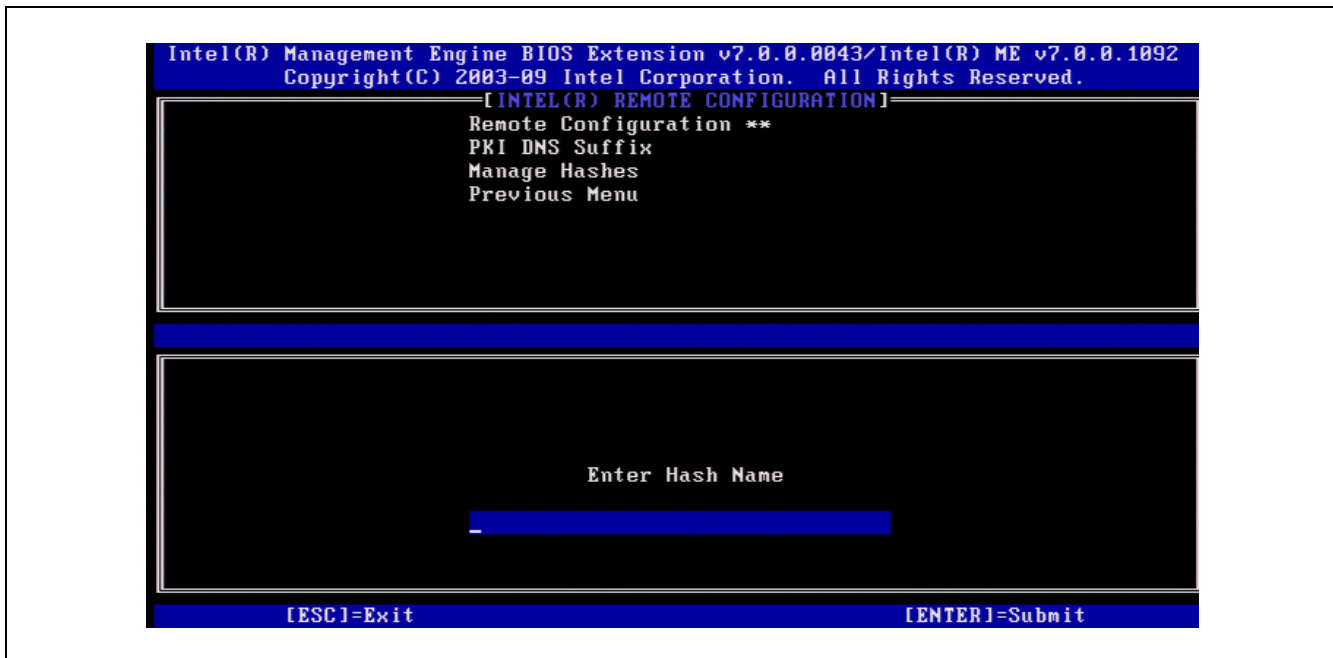 Intel(R) Management Engine BIOS Extension v7.0.0.0043/Intel(R) ME v7.0.0.1092
Copyright(C) 2003-09 Intel Corporation. All Rights Reserved.
[INTEL(R) REMOTE CONFIGURATION]
Remote Configuration **
PKI DNS Suffix
Manage Hashes
Previous Menu
Enter Hash Name
[ESC]=Exit [ENTER]=Submit